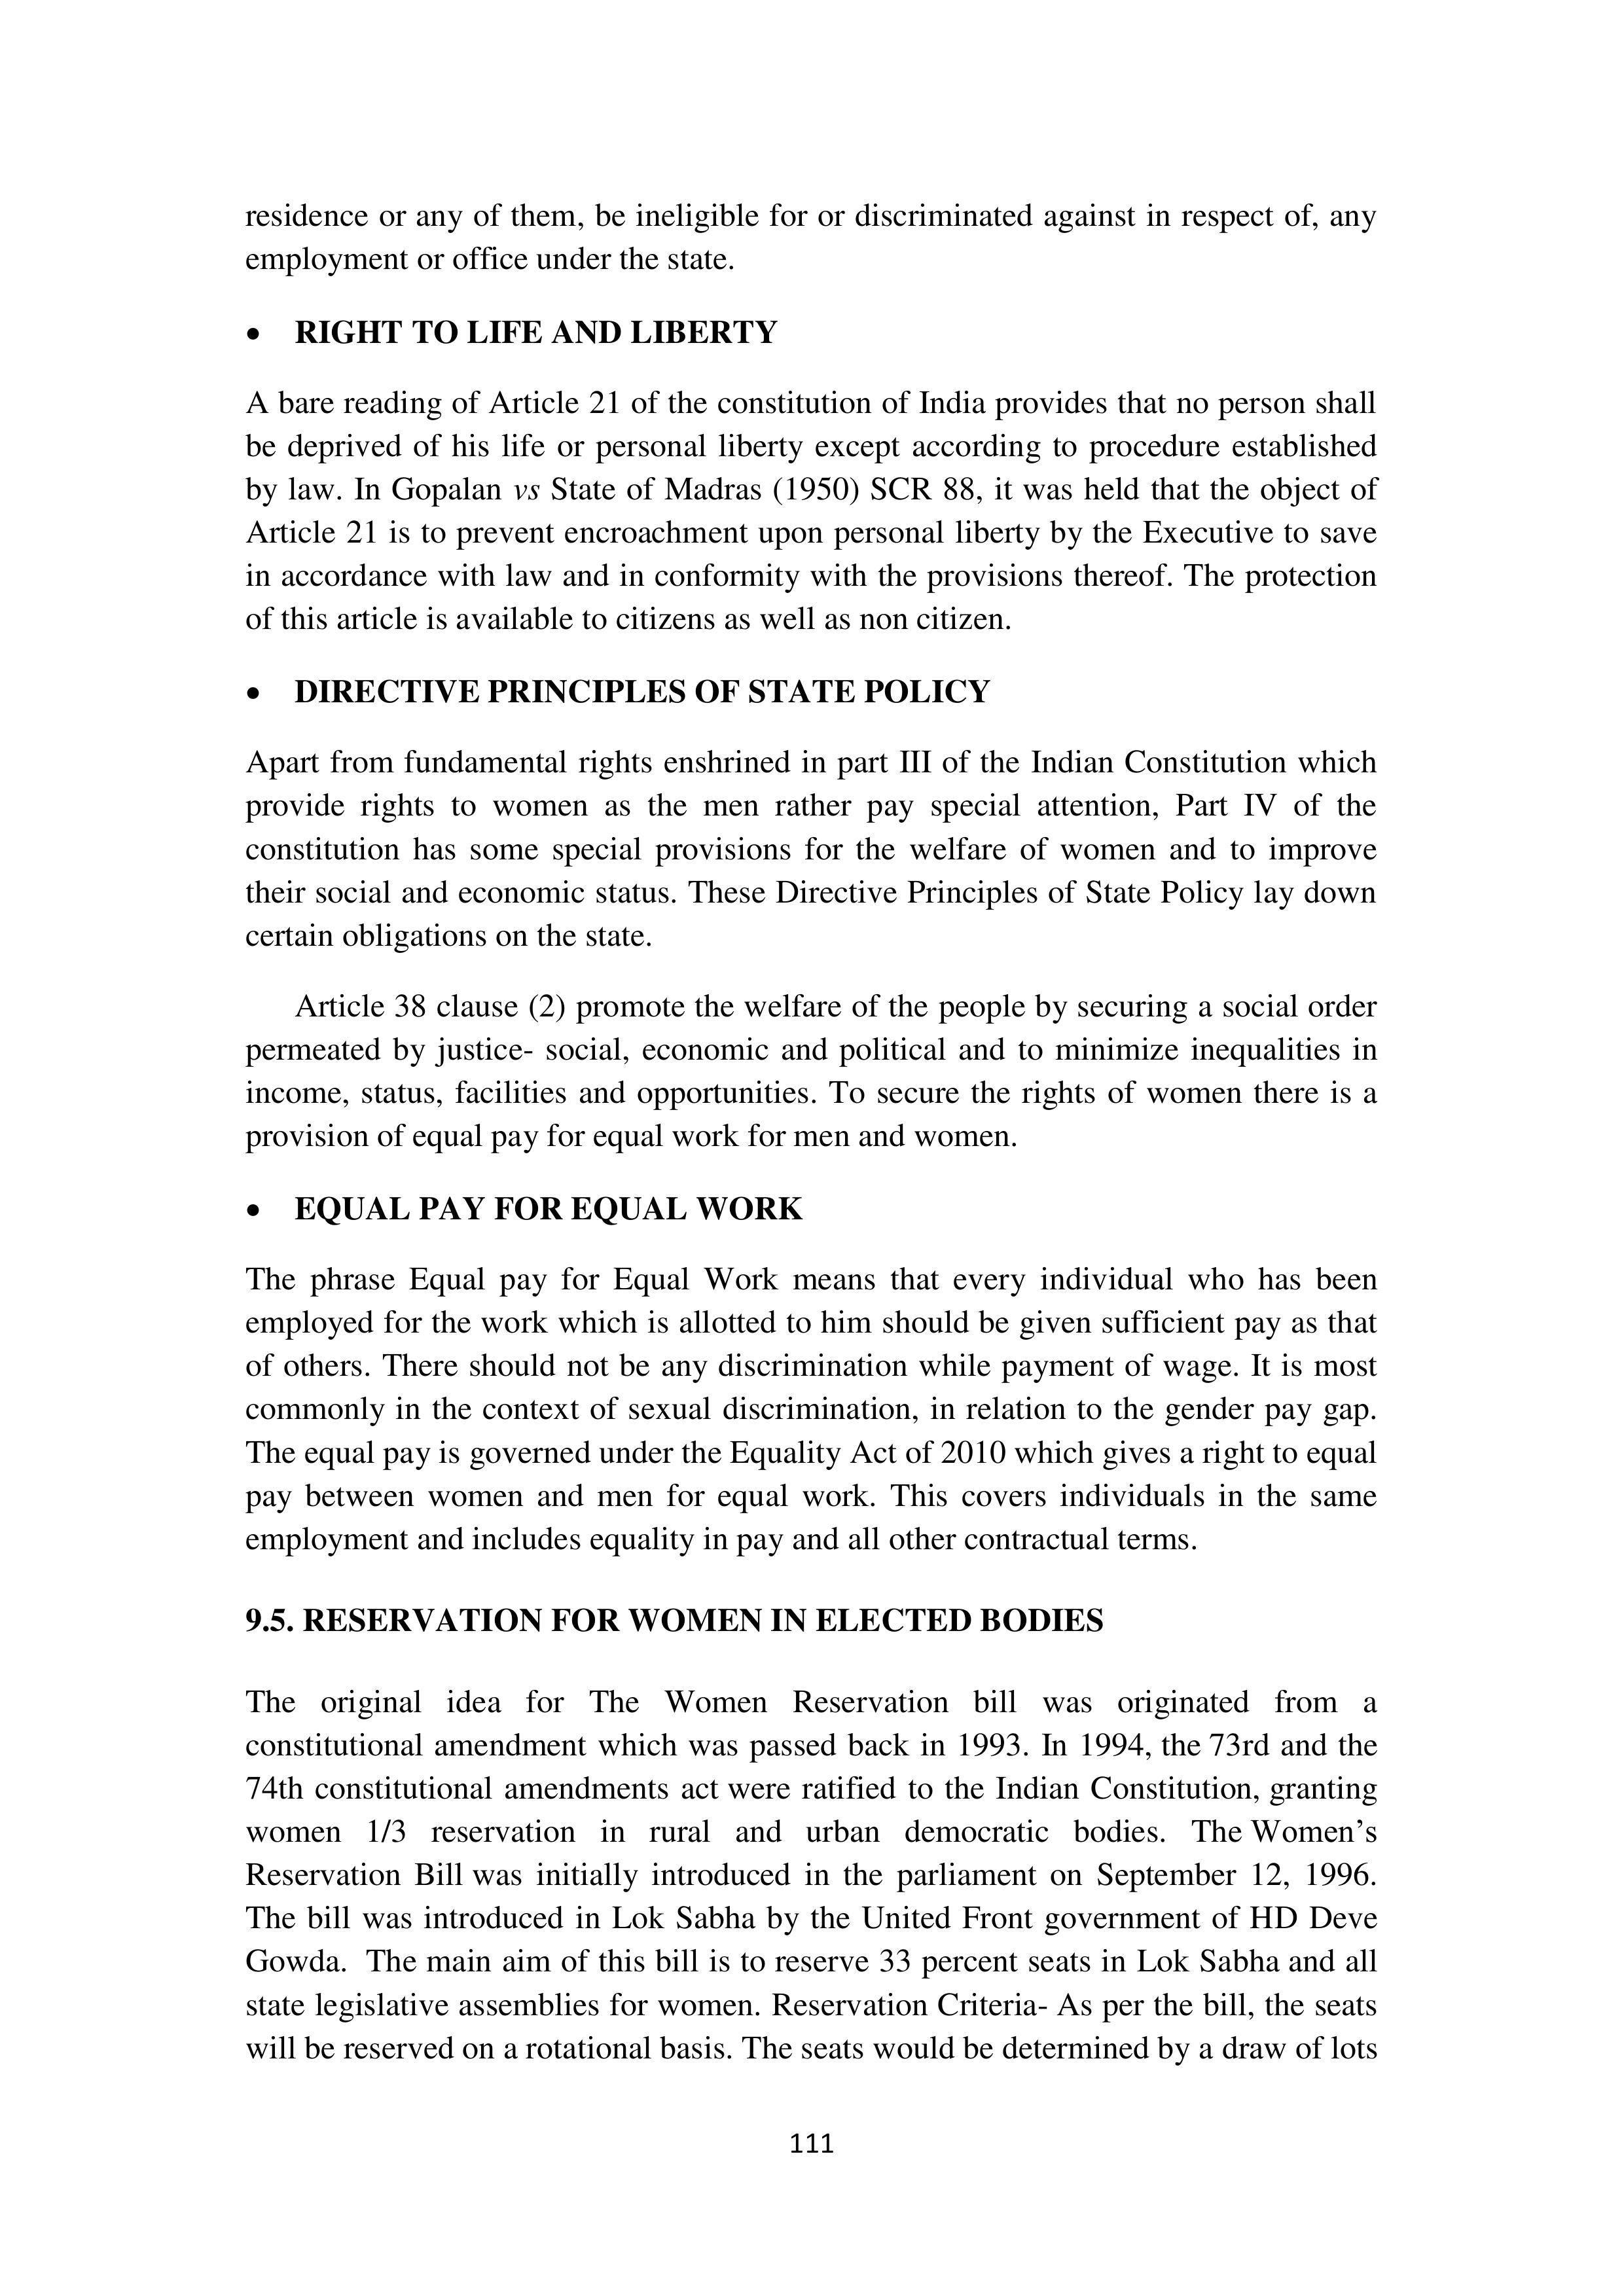 residence or any of them, be ineligible for or discriminated against in respect of, any
employment or office under the state.
• RIGHT TO LIFE AND LIBERTY
A bare reading of Article 21 of the constitution of India provides that no person shall
be deprived of his life or personal liberty except according to procedure established
by law. In Gopalan vs State of Madras (1950) SCR 88, it was held that the object of
Article 21 is to prevent encroachment upon personal liberty by the Executive to save
in accordance with law and in conformity with the provisions thereof. The protection
of this article is available to citizens as well as non citizen.
• DIRECTIVE PRINCIPLES OF STATE POLICY
Apart from fundamental rights enshrined in part III of the Indian Constitution which
provide rights to women as the men rather pay special attention, Part IV of the
constitution has some special provisions for the welfare of women and to improve
their social and economic status. These Directive Principles of State Policy lay down
certain obligations on the state.
Article 38 clause (2) promote the welfare of the people by securing a social order
permeated by justice- social, economic and political and to minimize inequalities in
income, status, facilities and opportunities. To secure the rights of women there is a
provision of equal pay for equal work for men and women.
• EQUAL PAY FOR EQUAL WORK
The phrase Equal pay for Equal Work means that every individual who has been
employed for the work which is allotted to him should be given sufficient pay as that
of others. There should not be any discrimination while payment of wage. It is most
commonly in the context of sexual discrimination, in relation to the gender pay gap.
The equal pay is governed under the Equality Act of 2010 which gives a right to equal
pay between women and men for equal work. This covers individuals in the same
employment and includes equality in pay and all other contractual terms.
9.5. RESERVATION FOR WOMEN IN ELECTED BODIES
The original idea for The Women Reservation bill was originated from a
constitutional amendment which was passed back in 1993. In 1994, the 73rd and the
74th constitutional amendments act were ratified to the Indian Constitution, granting
women 1/3 reservation in rural and urban democratic bodies. The Women’s
Reservation Bill was initially introduced in the parliament on September 12, 1996.
The bill was introduced in Lok Sabha by the United Front government of HD Deve
Gowda. The main aim of this bill is to reserve 33 percent seats in Lok Sabha and all
state legislative assemblies for women. Reservation Criteria- As per the bill, the seats
will be reserved on a rotational basis. The seats would be determined by a draw of lots
111